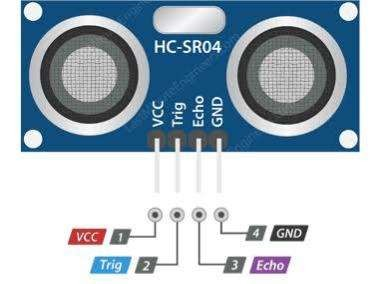 HC-SR04
VCC Trig Echo GND
VCC 1
4 GND
Trig 2
3 Echo